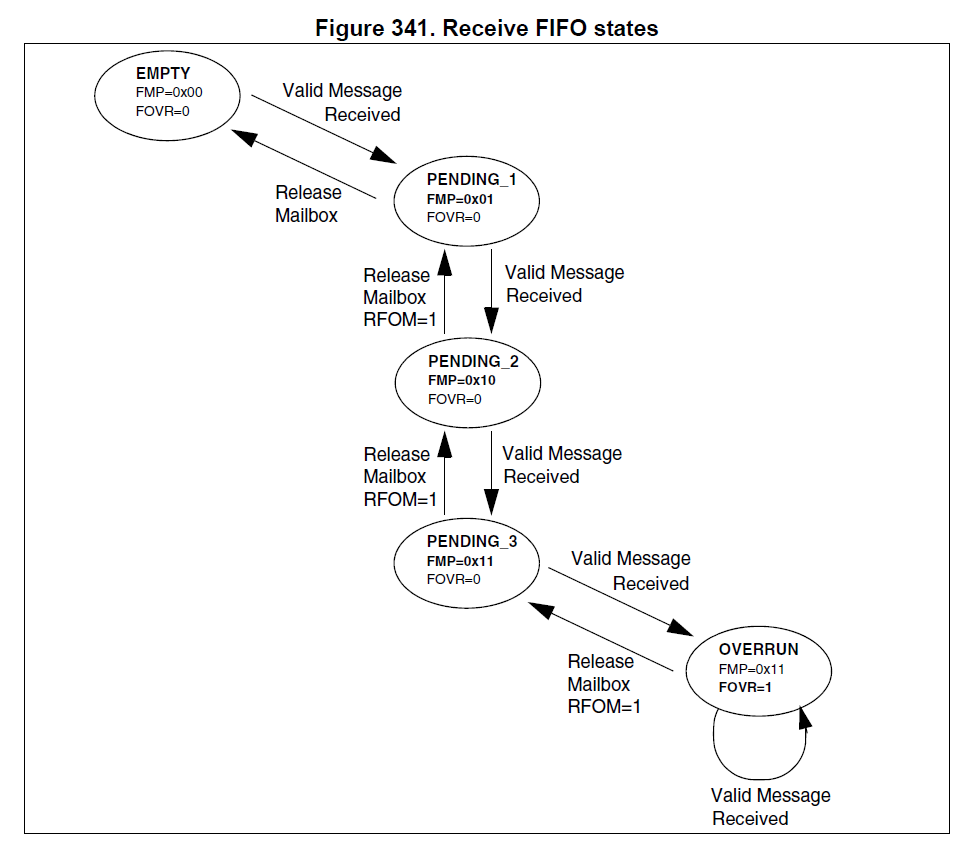 Figure 341. Receive FIFO states
EMPTY
FMP=0x00
FOVR=0
Valid Message
Received
Release
Mailbox
PENDING_1
FMP=0x01
FOVR=0
Release
Mailbox
RFOM=1
Valid Message
Received
PENDING_2
FMP=0x10
FOVR=0
Release
Mailbox
RFOM=1
Valid Message
Received
PENDING_3
FMP=0x11
FOVR=0
Valid Message
Received
Release
Mailbox
RFOM=1
OVERRUN
FMP=0x11
FOVR=1
Valid Message
Received